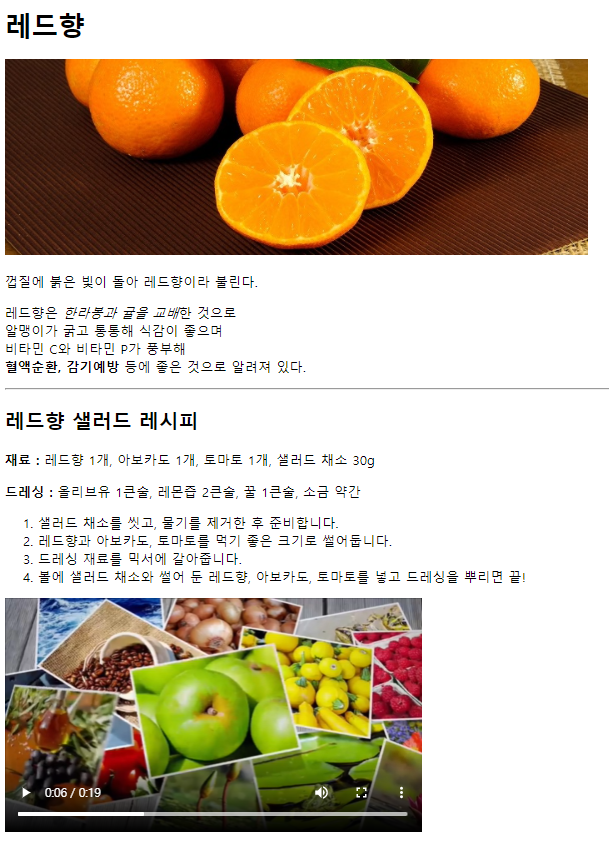 레드향
껍질에 붉은 빛이 돌아 레드향이라 불린다.
레드향은 한라봉과 귤을 교배한 것으로
알맹이가 굵고 통통해 식감이 좋으며
비타민 C와 비타민 P가 풍부해
혈액순환, 감기예방 등에 좋은 것으로 알려져 있다.
레드향 샐러드 레시피
재료 : 레드향 1개, 아보카도 1개, 토마토 1개, 샐러드 채소 30g
드레싱 : 올리브유 1큰술, 레몬즙 2큰술, 꿀 1큰술, 소금 약간
1. 샐러드 채소를 씻고, 물기를 제거한 후 준비합니다.
2. 레드향과 아보카도, 토마토를 먹기 좋은 크기로 썰어둡니다.
3. 드레싱 재료를 믹서에 갈아줍니다.
4. 볼에 샐러드 채소와 썰어 둔 레드향, 아보카도, 토마토를 넣고 드레싱을 뿌리면 끝!
0:06 / 0:19